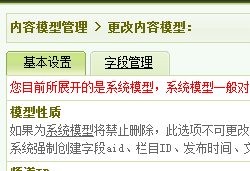 内容模型管理 > 更改内容模型:
基本设置 字段管理
您目前所展开的是系统模型，系统模型一般对
模型性质
如果为系统模型将禁止删除，此选项不可更改
系统强制创建字段aid、栏目ID、发布时间、
频道ID